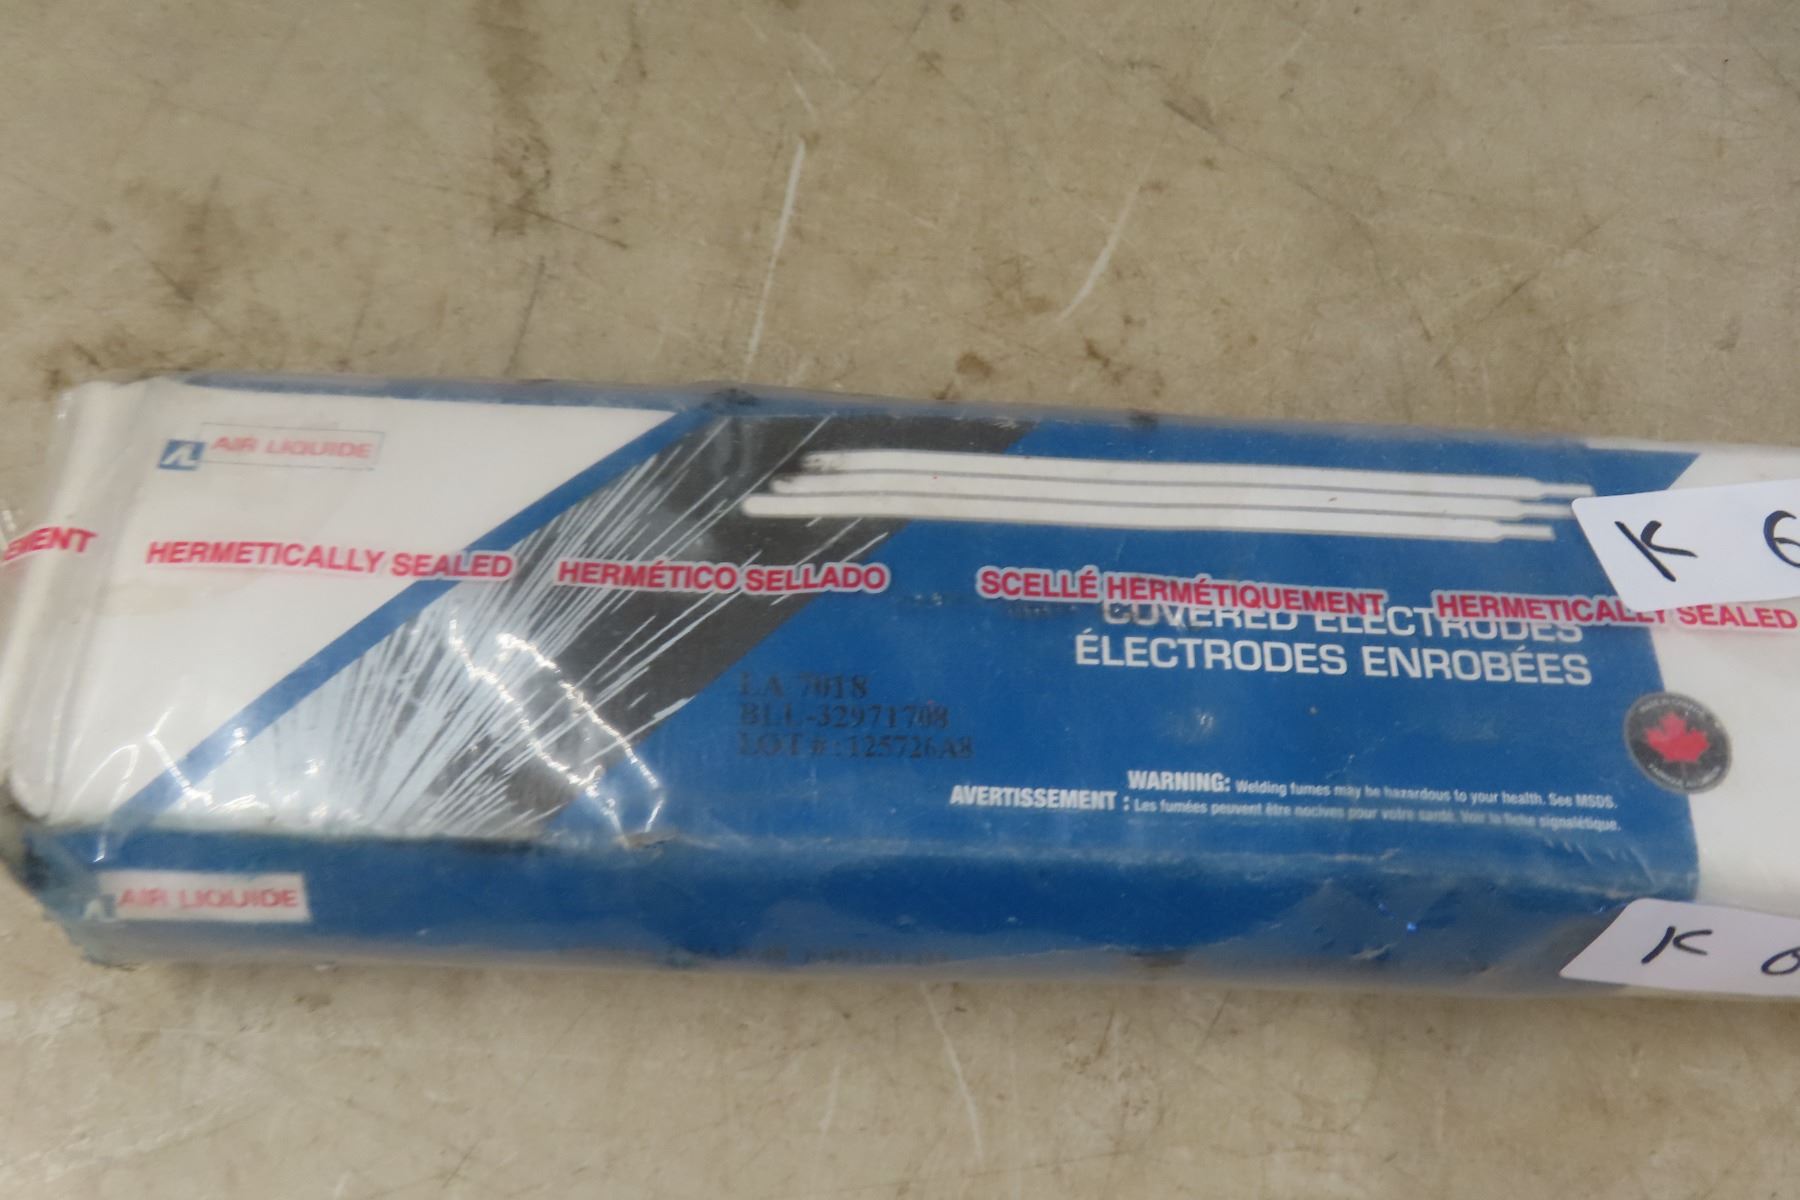 AIR LIQUIDE
EMENT HERMETICALLY SEALED HERMÉTICO SELLADO SCELLÉ HERMÉTIQUEMENT HERMETICALLY SEALED
K 6
COVERED ELECTRODES
ÉLECTRODES ENROBÉES
LA 7018
BLL-32971708
LOT #: 125726A8
WARNING: Welding fumes may be hazardous to your health. See MSDS.
AVERTISSEMENT : Les fumées peuvent être nocives pour votre santé. Voir la fiche signalétique.
AIR LIQUIDE
K